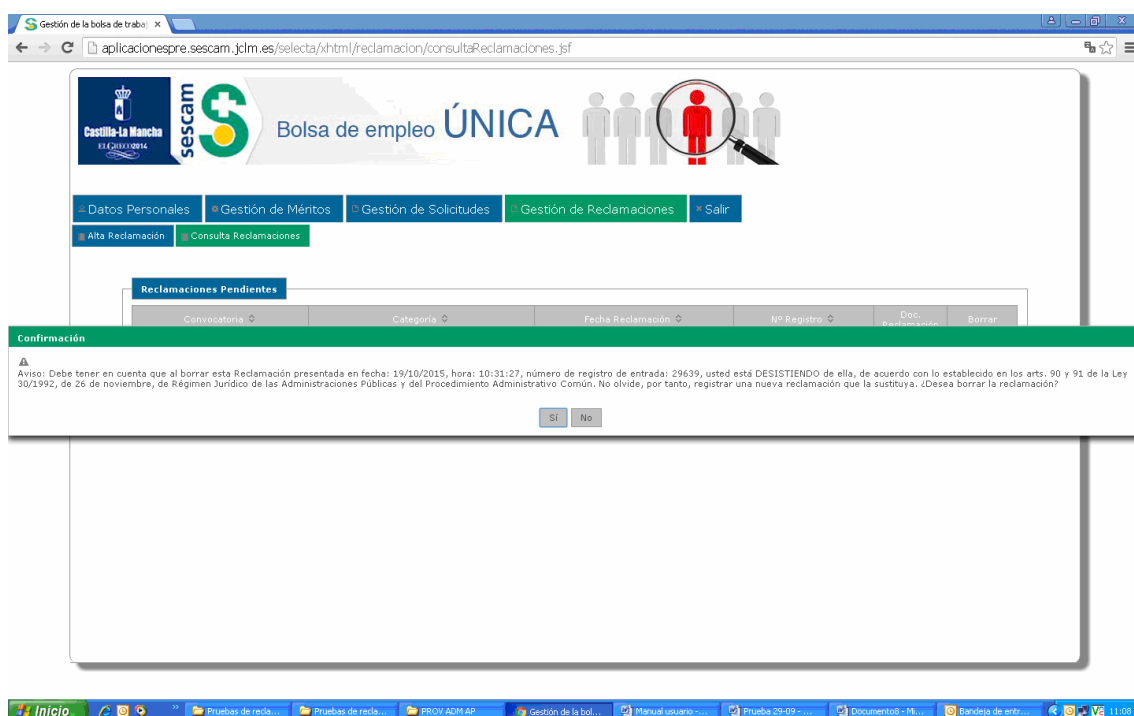 Gestión de la bolsa de traba
aplicacionespre.sescam.jclm.es/selecta/xhtml/reclamacion/consultaReclamaciones.jsf
Castilla-La Mancha
EL GRECO2014
sescam
Bolsa de empleo ÚNICA
Datos Personales
Gestión de Méritos
Gestión de Solicitudes
Gestión de Reclamaciones
Salir
Alta Reclamación
Consulta Reclamaciones
Reclamaciones Pendientes
Convocatoria
Categoría
Fecha Reclamación
Nº Registro
Doc. Reclamación
Borrar
Confirmación
Aviso: Debe tener en cuenta que al borrar esta Reclamación presentada en fecha: 19/10/2015, hora: 10:31:27, número de registro de entrada: 29639, usted está DESISTIENDO de ella, de acuerdo con lo establecido en los arts. 90 y 91 de la Ley
30/1992, de 26 de noviembre, de Régimen Jurídico de las Administraciones Públicas y del Procedimiento Administrativo Común. No olvide, por tanto, registrar una nueva reclamación que la sustituya. ¿Desea borrar la reclamación?
Sí
No
Inicio
Pruebas de recla...
Pruebas de recla...
PROV ADM AP
Gestión de la bol...
Manual usuario -...
Prueba 29-09 - ...
Documento8 - Mi...
Bandeja de entr...
11:08